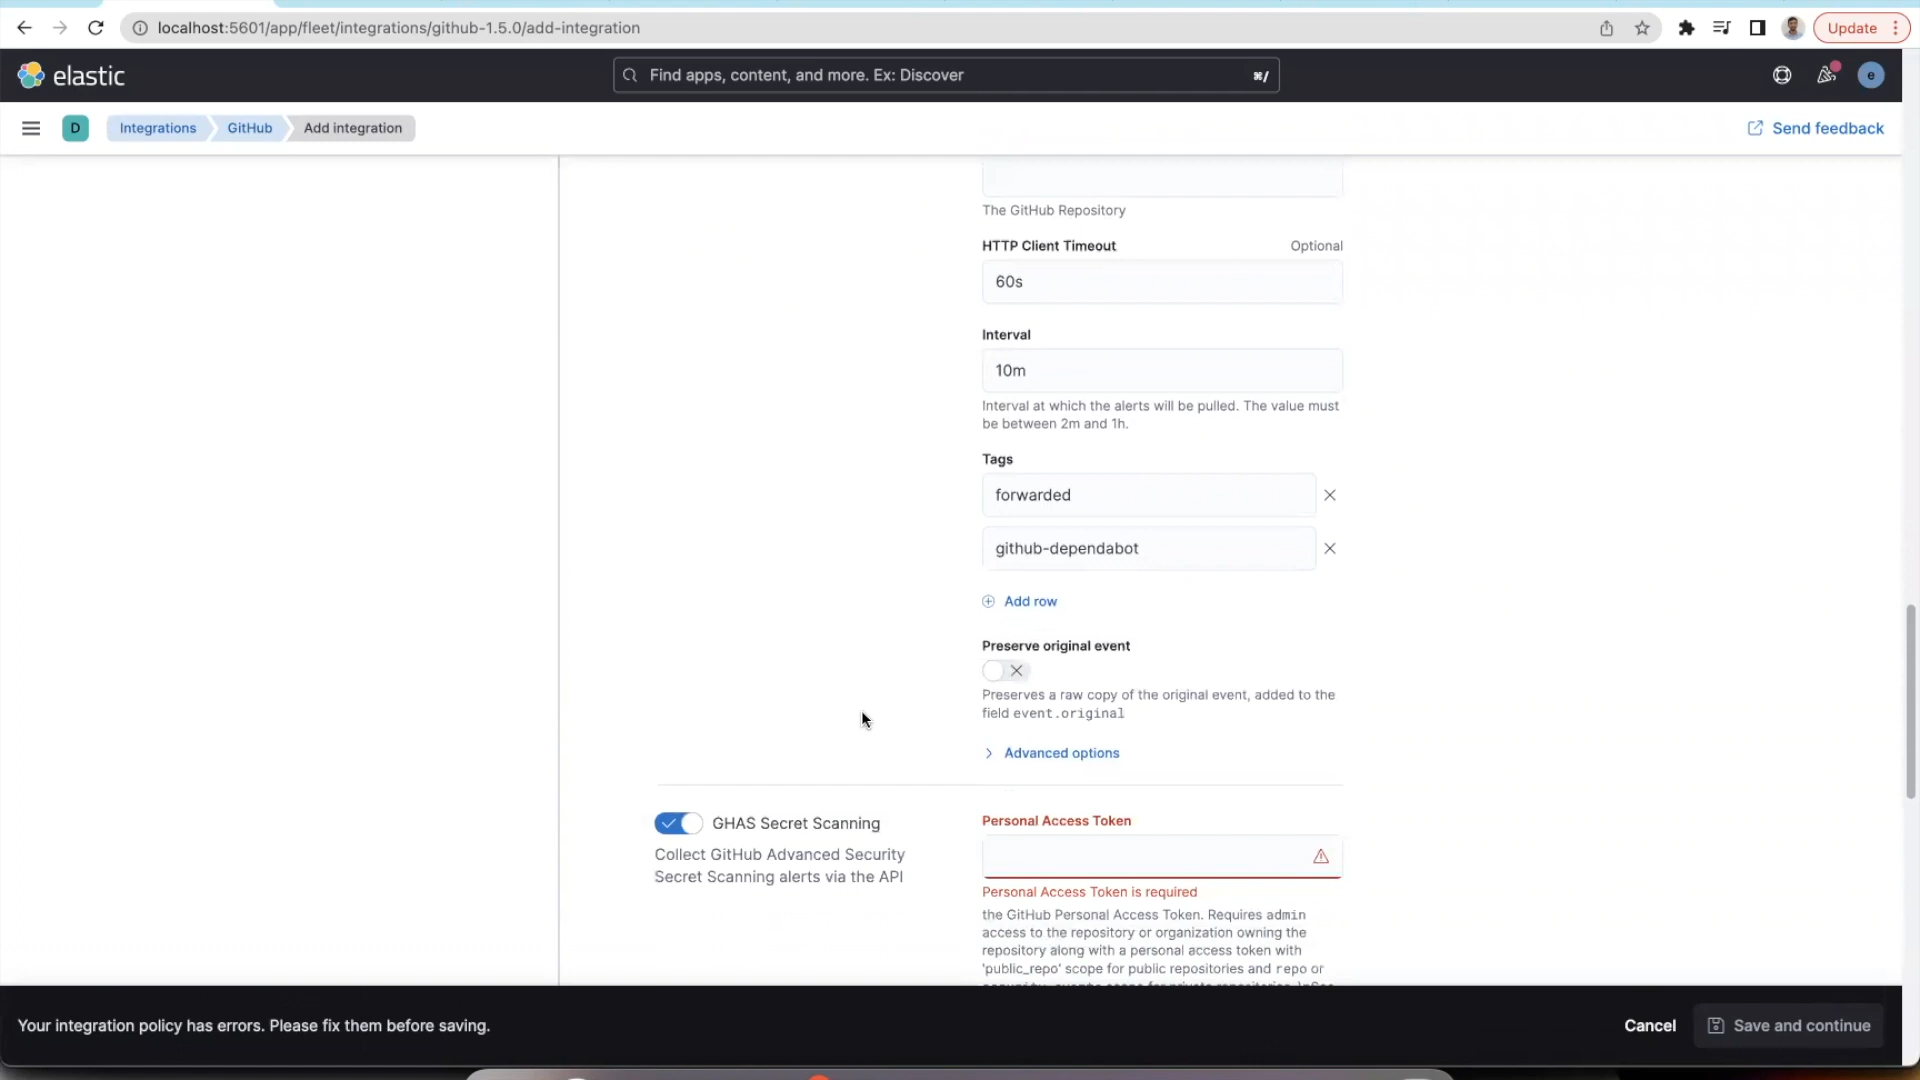 localhost:5601/app/fleet/integrations/github-1.5.0/add-integration
Update
elastic
Find apps, content, and more. Ex: Discover
⌘/
e
D
Integrations
GitHub
Add integration
Send feedback
The GitHub Repository
HTTP Client Timeout
Optional
60s
Interval
10m
Interval at which the alerts will be pulled. The value must
be between 2m and 1h.
Tags
forwarded
github-dependabot
Add row
Preserve original event
Preserves a raw copy of the original event, added to the
field event.original
Advanced options
GHAS Secret Scanning
Collect GitHub Advanced Security
Secret Scanning alerts via the API
Personal Access Token
Personal Access Token is required
the GitHub Personal Access Token. Requires admin
access to the repository or organization owning the
repository along with a personal access token with
'public_repo' scope for public repositories and repo or
Your integration policy has errors. Please fix them before saving.
Cancel
Save and continue